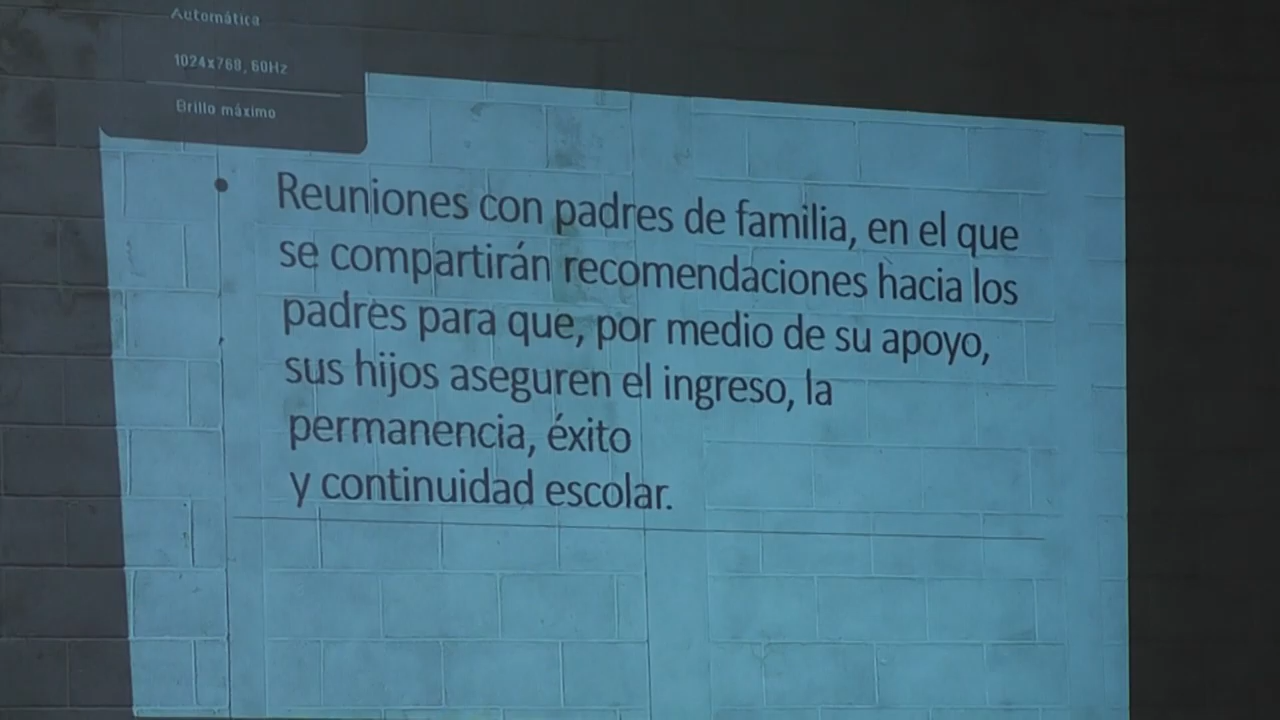 Automática
1024x768, 60Hz
Brillo máximo
• Reuniones con padres de familia, en el que
se compartirán recomendaciones hacia los
padres para que, por medio de su apoyo,
sus hijos aseguren el ingreso, la
permanencia, éxito
y continuidad escolar.